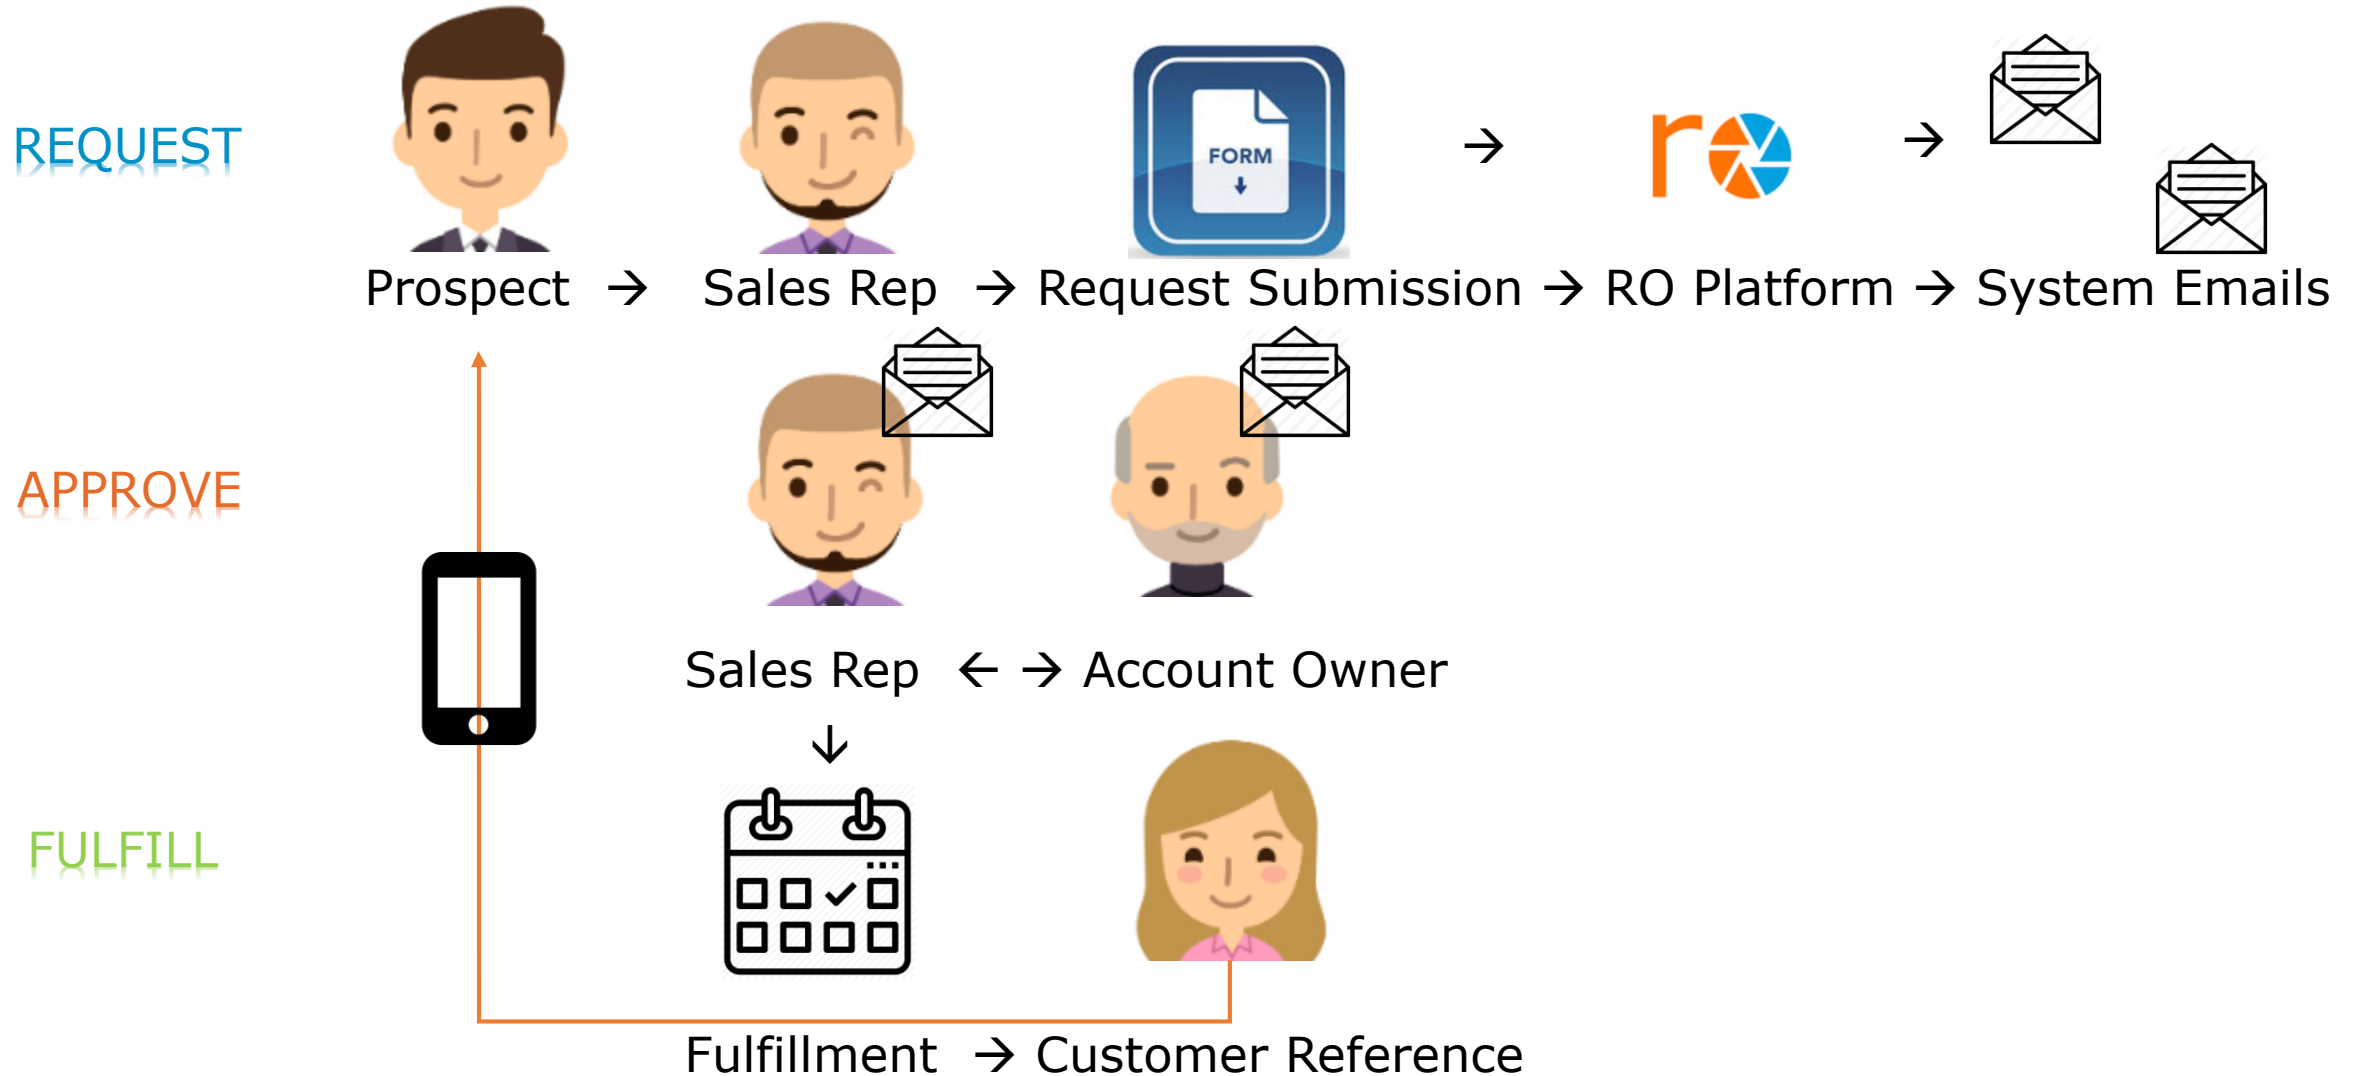 REQUEST
FORM
ro
Prospect → Sales Rep → Request Submission → RO Platform → System Emails
APPROVE
Sales Rep ← → Account Owner
FULFILL
Fulfillment → Customer Reference